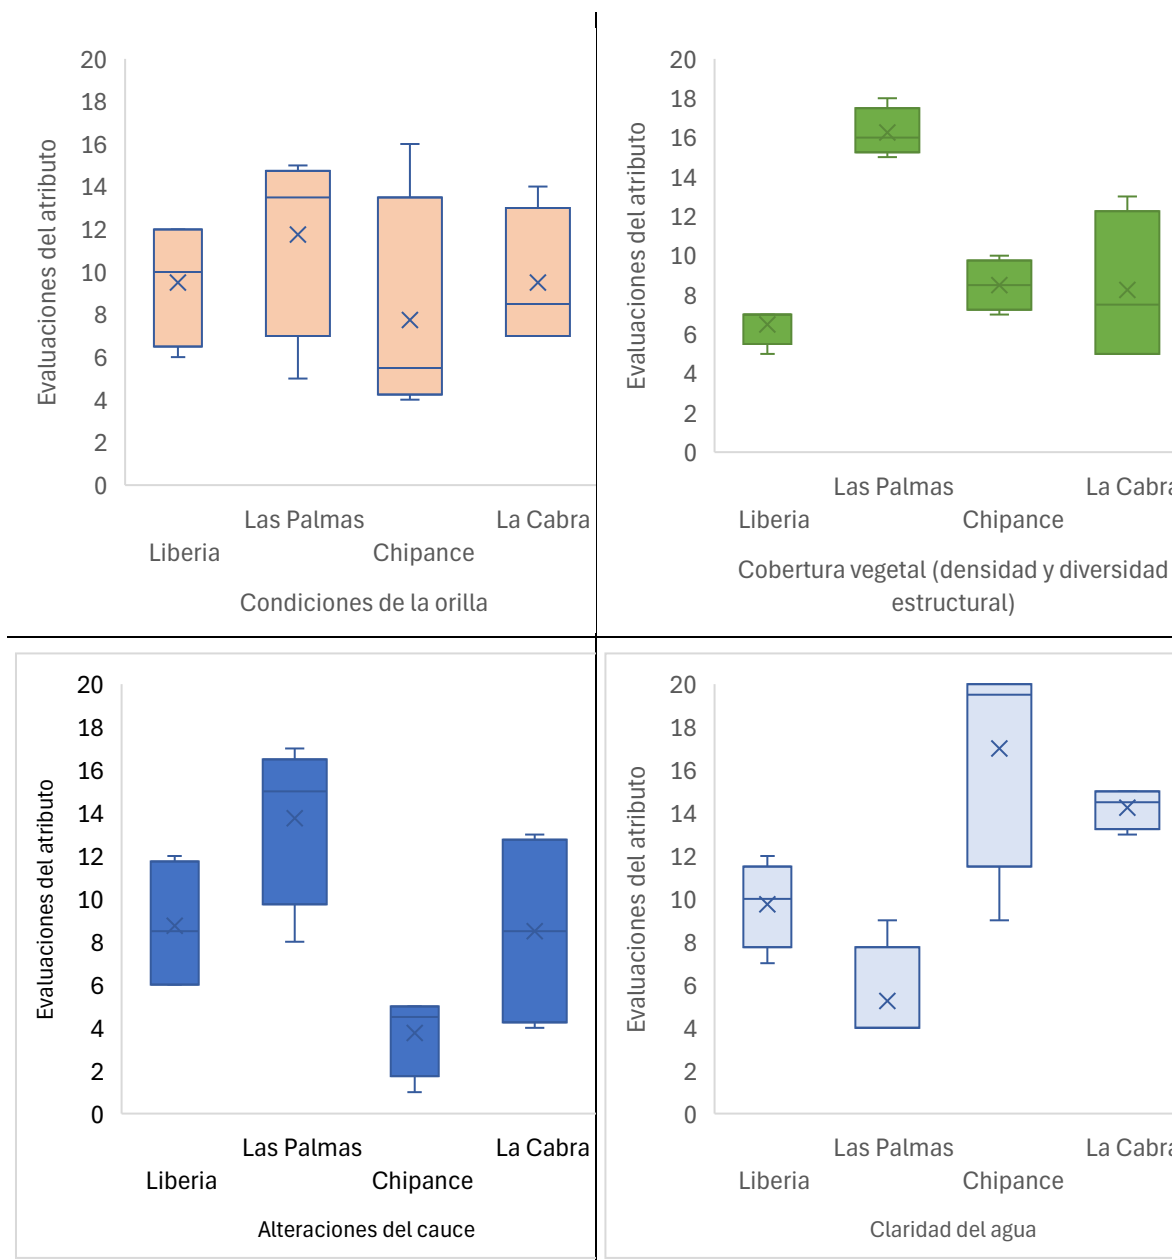 Evaluaciones del atributo
20
18
16
14
12
10
8
6
4
2
0
Las Palmas La Cabra
Liberia Chipance
Condiciones de la orilla
Evaluaciones del atributo
20
18
16
14
12
10
8
6
4
2
0
Las Palmas La Cabra
Liberia Chipance
Cobertura vegetal (densidad y diversidad
estructural)
Evaluaciones del atributo
20
18
16
14
12
10
8
6
4
2
0
Las Palmas La Cabra
Liberia Chipance
Alteraciones del cauce
Evaluaciones del atributo
20
18
16
14
12
10
8
6
4
2
0
Las Palmas La Cabra
Liberia Chipance
Claridad del agua